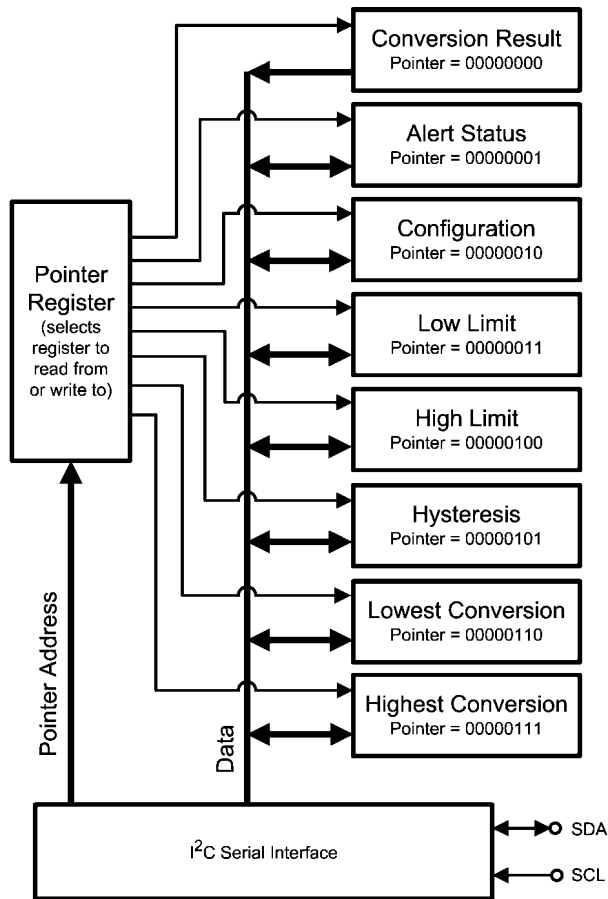 Conversion Result
Pointer = 00000000
Alert Status
Pointer = 00000001
Configuration
Pointer = 00000010
Pointer
Register
(selects
register to
read from
or write to)
Low Limit
Pointer = 00000011
High Limit
Pointer = 00000100
Hysteresis
Pointer = 00000101
Lowest Conversion
Pointer = 00000110
Highest Conversion
Pointer = 00000111
Pointer Address
Data
I²C Serial Interface
SDA
SCL